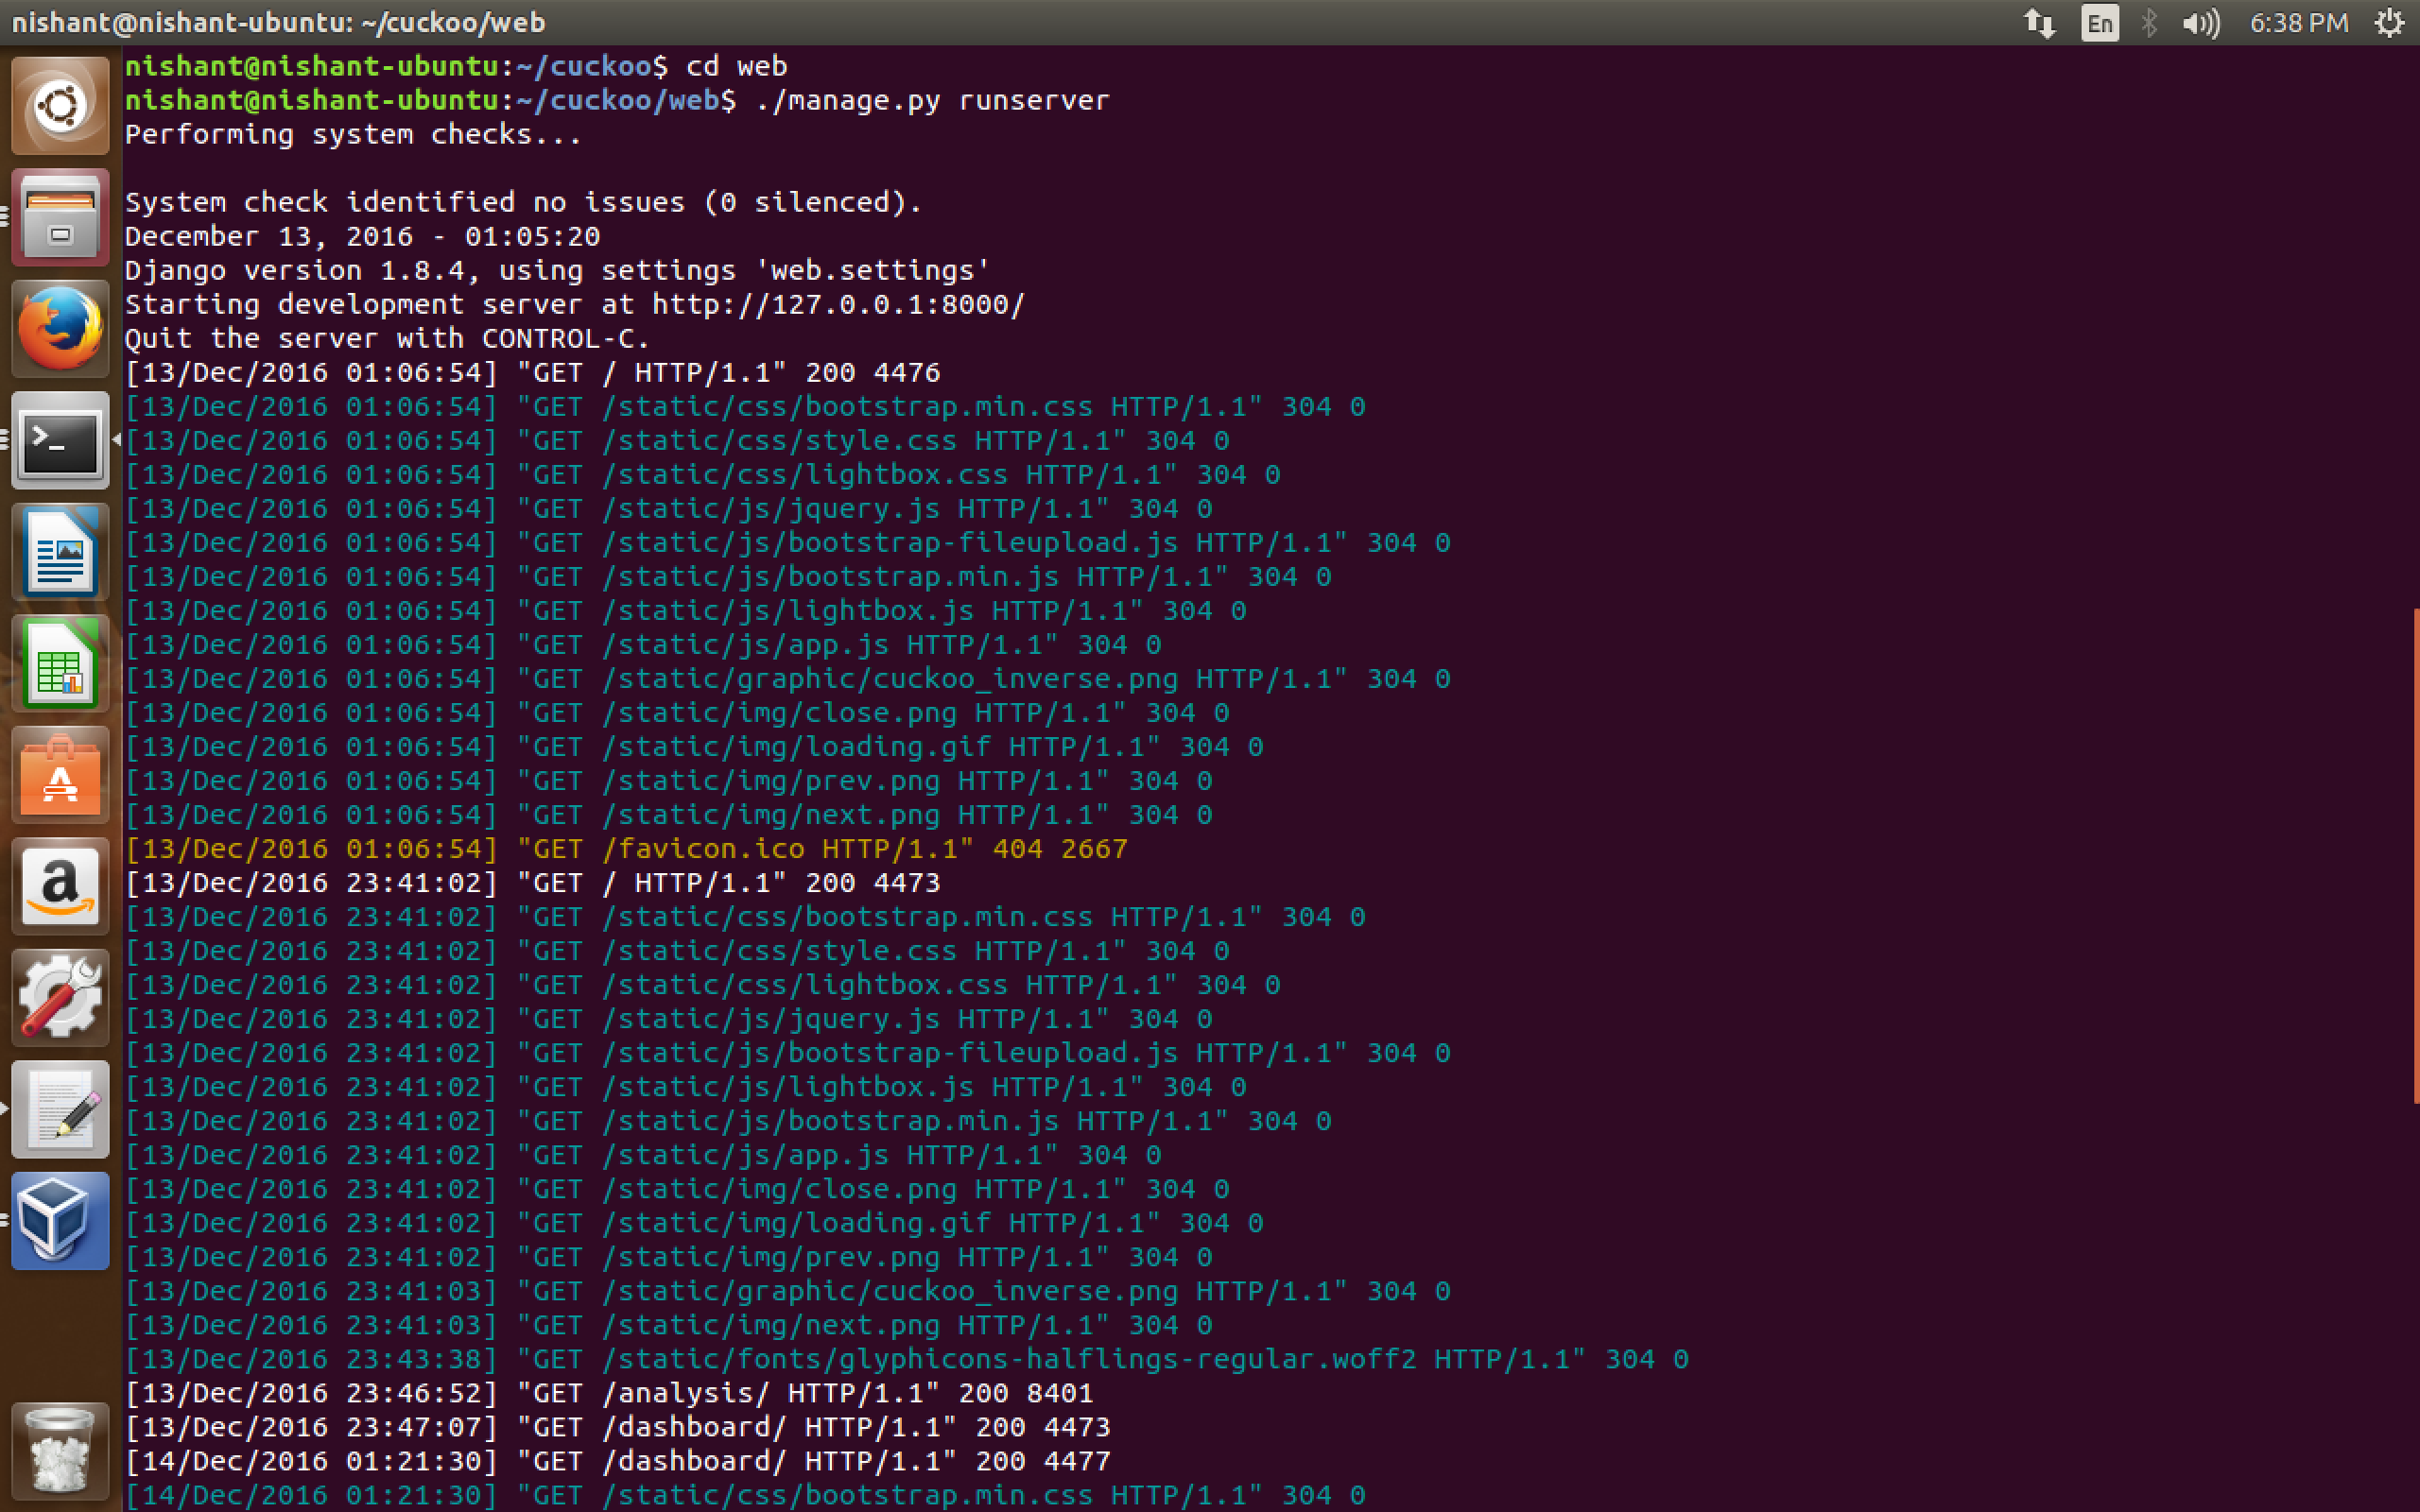 nishant@nishant-ubuntu: ~/cuckoo/web
En
6:38 PM
nishant@nishant-ubuntu:~/cuckoo$ cd web
nishant@nishant-ubuntu:~/cuckoo/web$ ./manage.py runserver
Performing system checks...
System check identified no issues (0 silenced).
December 13, 2016 - 01:05:20
Django version 1.8.4, using settings 'web.settings'
Starting development server at http://127.0.0.1:8000/
Quit the server with CONTROL-C.
[13/Dec/2016 01:06:54] "GET / HTTP/1.1" 200 4476
[13/Dec/2016 01:06:54] "GET /static/css/bootstrap.min.css HTTP/1.1" 304 0
[13/Dec/2016 01:06:54] "GET /static/css/style.css HTTP/1.1" 304 0
[13/Dec/2016 01:06:54] "GET /static/css/lightbox.css HTTP/1.1" 304 0
[13/Dec/2016 01:06:54] "GET /static/js/jquery.js HTTP/1.1" 304 0
[13/Dec/2016 01:06:54] "GET /static/js/bootstrap-fileupload.js HTTP/1.1" 304 0
[13/Dec/2016 01:06:54] "GET /static/js/bootstrap.min.js HTTP/1.1" 304 0
[13/Dec/2016 01:06:54] "GET /static/js/lightbox.js HTTP/1.1" 304 0
[13/Dec/2016 01:06:54] "GET /static/js/app.js HTTP/1.1" 304 0
[13/Dec/2016 01:06:54] "GET /static/graphic/cuckoo_inverse.png HTTP/1.1" 304 0
[13/Dec/2016 01:06:54] "GET /static/img/close.png HTTP/1.1" 304 0
[13/Dec/2016 01:06:54] "GET /static/img/loading.gif HTTP/1.1" 304 0
[13/Dec/2016 01:06:54] "GET /static/img/prev.png HTTP/1.1" 304 0
[13/Dec/2016 01:06:54] "GET /static/img/next.png HTTP/1.1" 304 0
[13/Dec/2016 01:06:54] "GET /favicon.ico HTTP/1.1" 404 2667
[13/Dec/2016 23:41:02] "GET / HTTP/1.1" 200 4473
[13/Dec/2016 23:41:02] "GET /static/css/bootstrap.min.css HTTP/1.1" 304 0
[13/Dec/2016 23:41:02] "GET /static/css/style.css HTTP/1.1" 304 0
[13/Dec/2016 23:41:02] "GET /static/css/lightbox.css HTTP/1.1" 304 0
[13/Dec/2016 23:41:02] "GET /static/js/jquery.js HTTP/1.1" 304 0
[13/Dec/2016 23:41:02] "GET /static/js/bootstrap-fileupload.js HTTP/1.1" 304 0
[13/Dec/2016 23:41:02] "GET /static/js/lightbox.js HTTP/1.1" 304 0
[13/Dec/2016 23:41:02] "GET /static/js/bootstrap.min.js HTTP/1.1" 304 0
[13/Dec/2016 23:41:02] "GET /static/js/app.js HTTP/1.1" 304 0
[13/Dec/2016 23:41:02] "GET /static/img/close.png HTTP/1.1" 304 0
[13/Dec/2016 23:41:02] "GET /static/img/loading.gif HTTP/1.1" 304 0
[13/Dec/2016 23:41:02] "GET /static/img/prev.png HTTP/1.1" 304 0
[13/Dec/2016 23:41:03] "GET /static/graphic/cuckoo_inverse.png HTTP/1.1" 304 0
[13/Dec/2016 23:41:03] "GET /static/img/next.png HTTP/1.1" 304 0
[13/Dec/2016 23:43:38] "GET /static/fonts/glyphicons-halflings-regular.woff2 HTTP/1.1" 304 0
[13/Dec/2016 23:46:52] "GET /analysis/ HTTP/1.1" 200 8401
[13/Dec/2016 23:47:07] "GET /dashboard/ HTTP/1.1" 200 4473
[14/Dec/2016 01:21:30] "GET /dashboard/ HTTP/1.1" 200 4477
[14/Dec/2016 01:21:30] "GET /static/css/bootstrap.min.css HTTP/1.1" 304 0